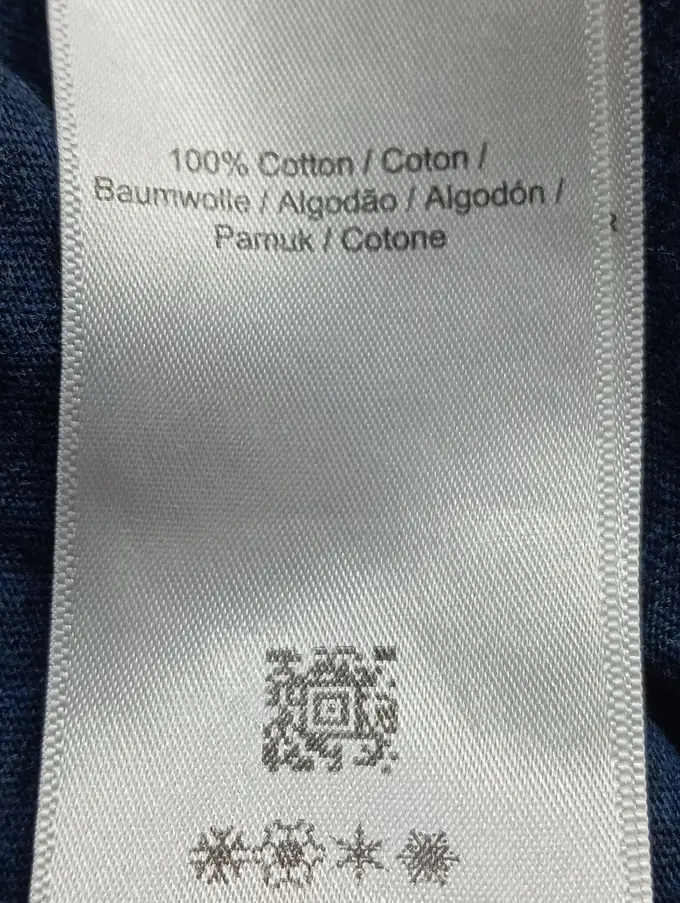 100% Cotton / Coton /
Baumwolle / Algodão / Algodón /
Pamuk / Cotone
R